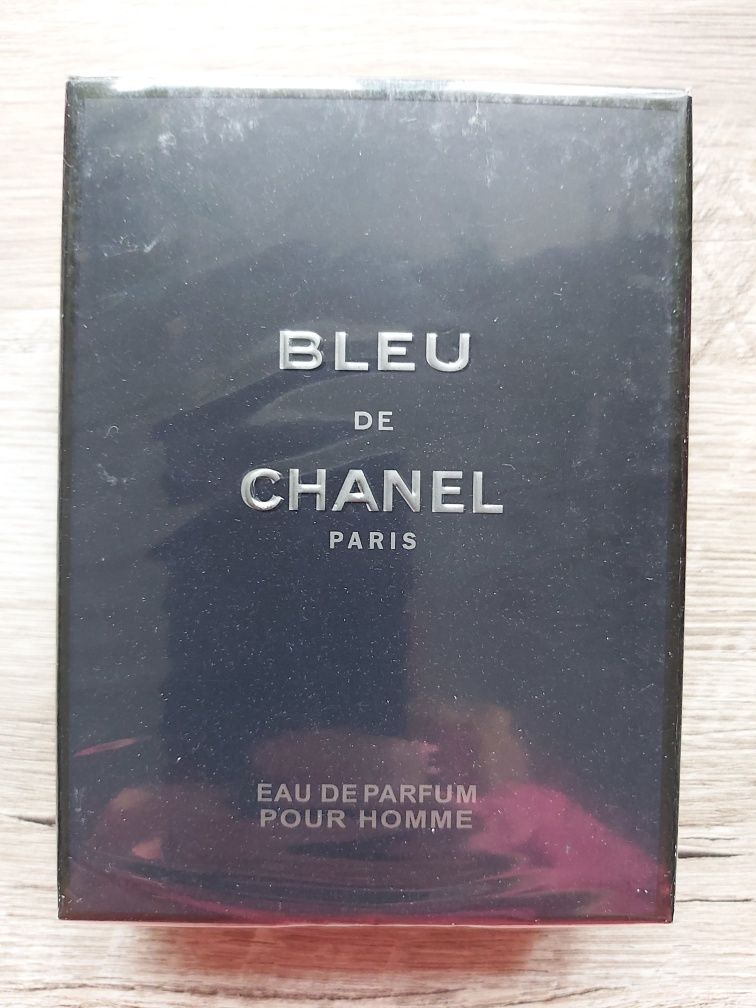 BLEU
DE
CHANEL
PARIS
EAU DE PARFUM
POUR HOMME